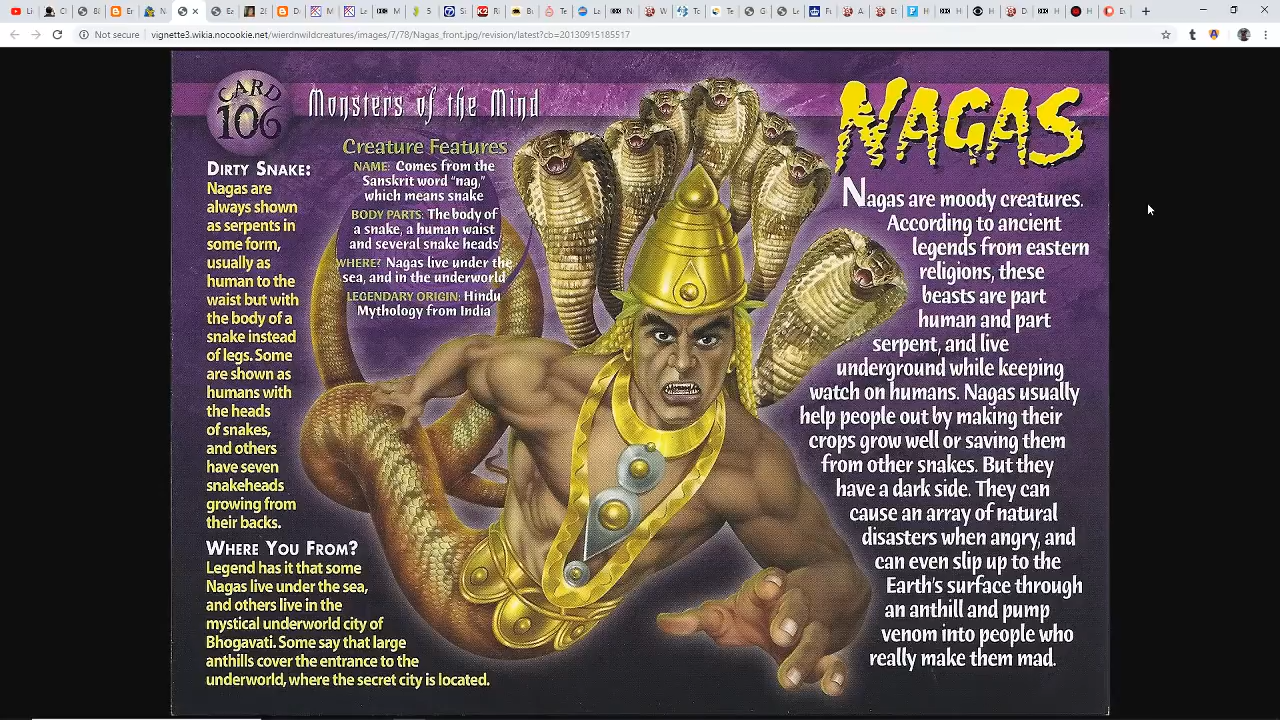 Not secure
vignette3.wikia.nocookie.net/wierdnwildcreatures/images/7/78/Nagas_front.jpg/revision/latest?cb=20130915185517
CARD
106
Monsters of the Mind
NAGAS
Creature Features
NAME: Comes from the
Sanskrit word “nag,”
which means snake
BODY PARTS: The body of
a snake, a human waist
and several snake heads
WHERE? Nagas live under the
sea, and in the underworld
LEGENDARY ORIGIN: Hindu
Mythology from India
DIRTY SNAKE:
Nagas are
always shown
as serpents in
some form,
usually as
human to the
waist but with
the body of a
snake instead
of legs. Some
are shown as
humans with
the heads
of snakes,
and others
have seven
snakeheads
growing from
their backs.
WHERE YOU FROM?
Legend has it that some
Nagas live under the sea,
and others live in the
mystical underworld city of
Bhogavati. Some say that large
anthills cover the entrance to the
underworld, where the secret city is located.
Nagas are moody creatures.
According to ancient
legends from eastern
religions, these
beasts are part
human and part
serpent, and live
underground while keeping
watch on humans. Nagas usually
help people out by making their
crops grow well or saving them
from other snakes. But they
have a dark side. They can
cause an array of natural
disasters when angry, and
can even slip up to the
Earth's surface through
an anthill and pump
venom into people who
really make them mad.